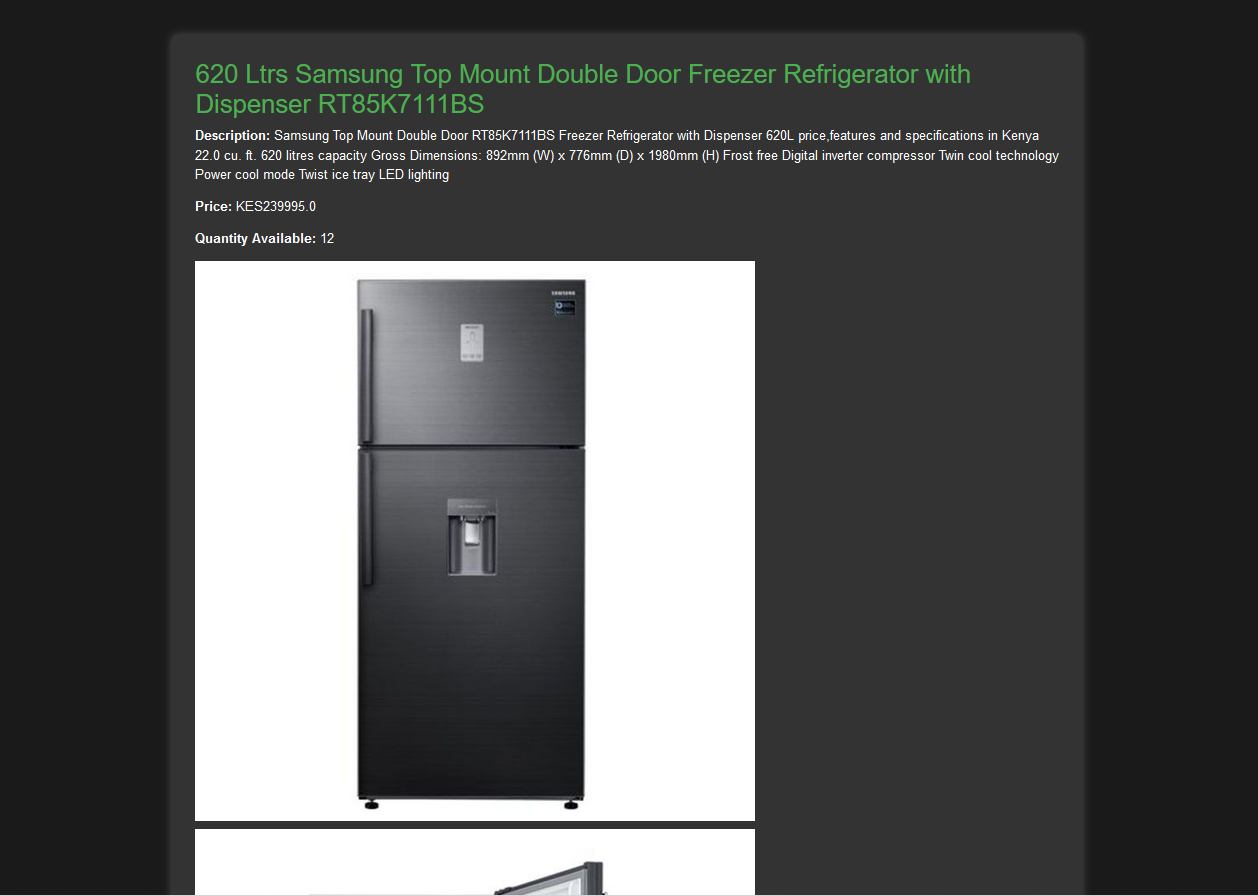 620 Ltrs Samsung Top Mount Double Door Freezer Refrigerator with
Dispenser RT85K7111BS
Description: Samsung Top Mount Double Door RT85K7111BS Freezer Refrigerator with Dispenser 620L price,features and specifications in Kenya
22.0 cu. ft. 620 litres capacity Gross Dimensions: 892mm (W) x 776mm (D) x 1980mm (H) Frost free Digital inverter compressor Twin cool technology
Power cool mode Twist ice tray LED lighting
Price: KES239995.0
Quantity Available: 12
SAMSUNG